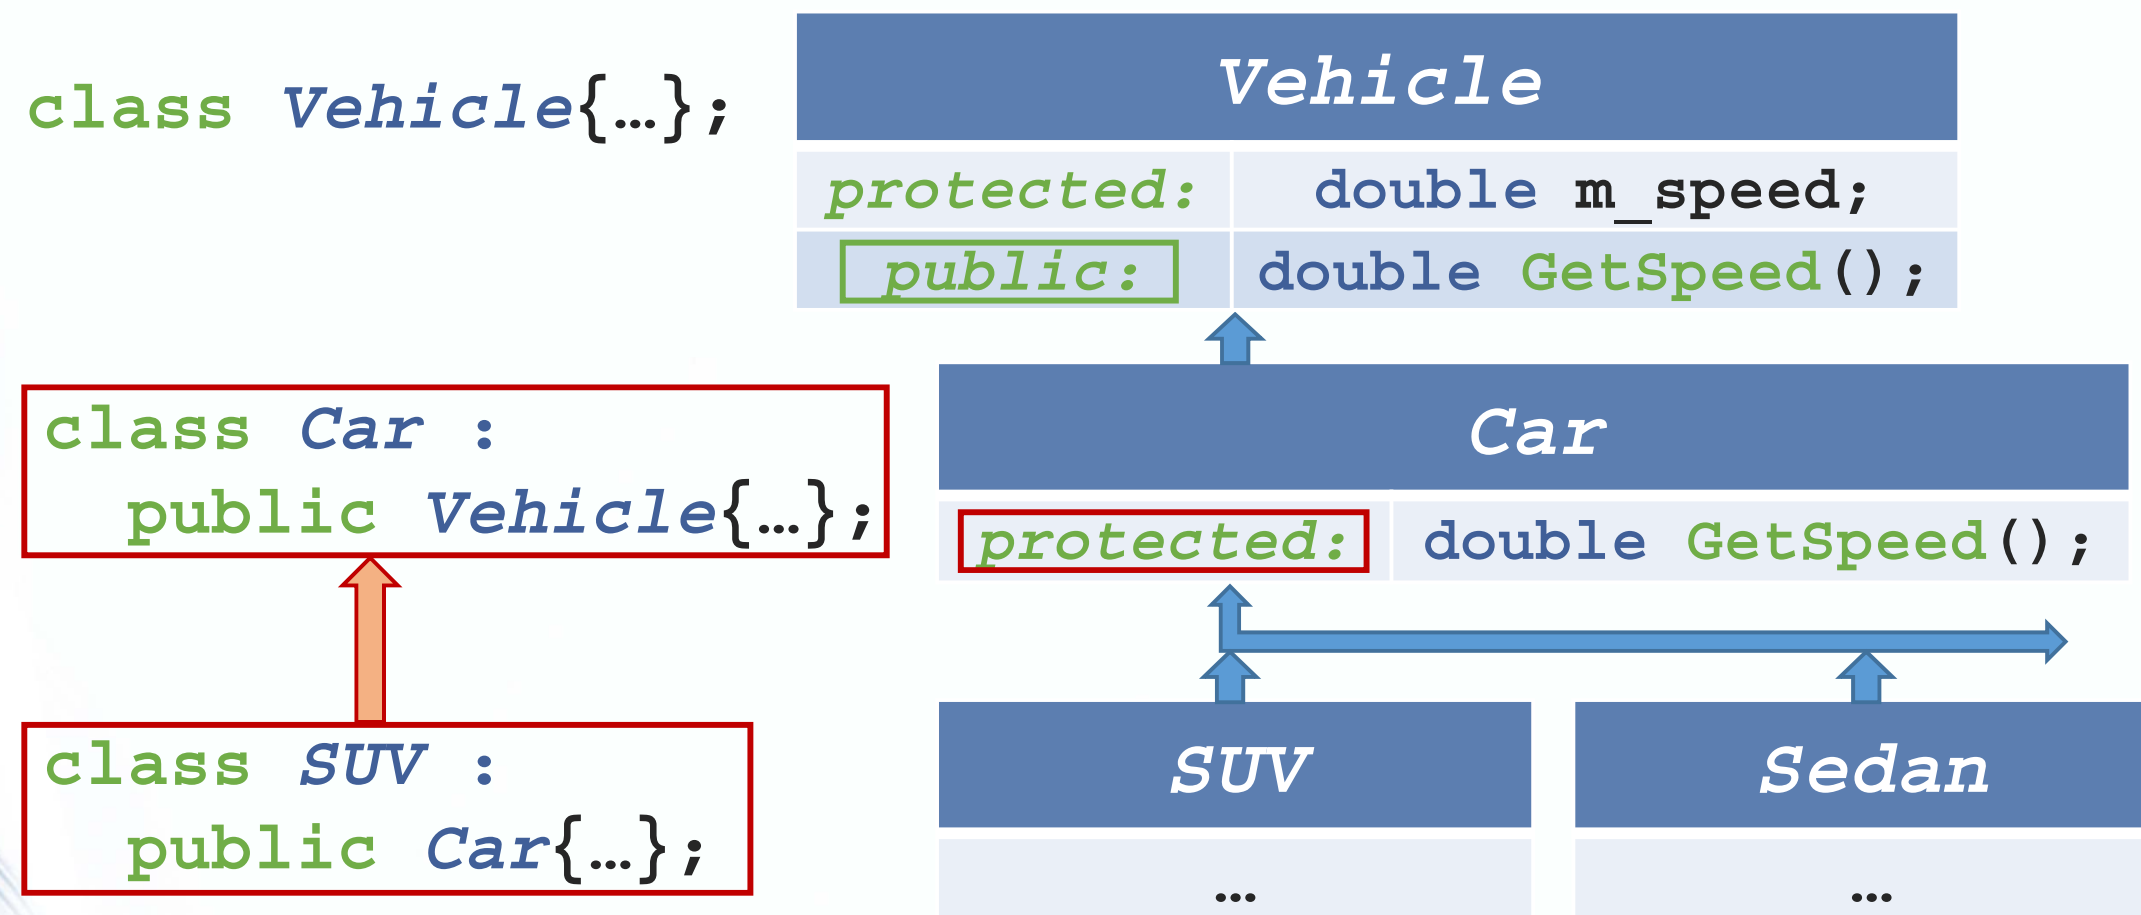 class Vehicle{…};
Vehicle
protected: double m_speed;
public: double GetSpeed();
class Car :
public Vehicle{…};
Car
protected: double GetSpeed();
class SUV :
public Car{…};
SUV Sedan
… …